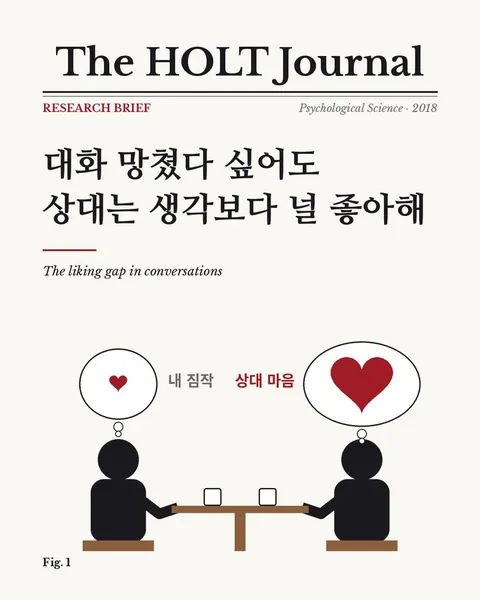 The HOLT Journal
RESEARCH BRIEF
Psychological Science · 2018
대화 망쳤다 싶어도
상대는 생각보다 널 좋아해
The liking gap in conversations
내 짐작
상대 마음
Fig. 1